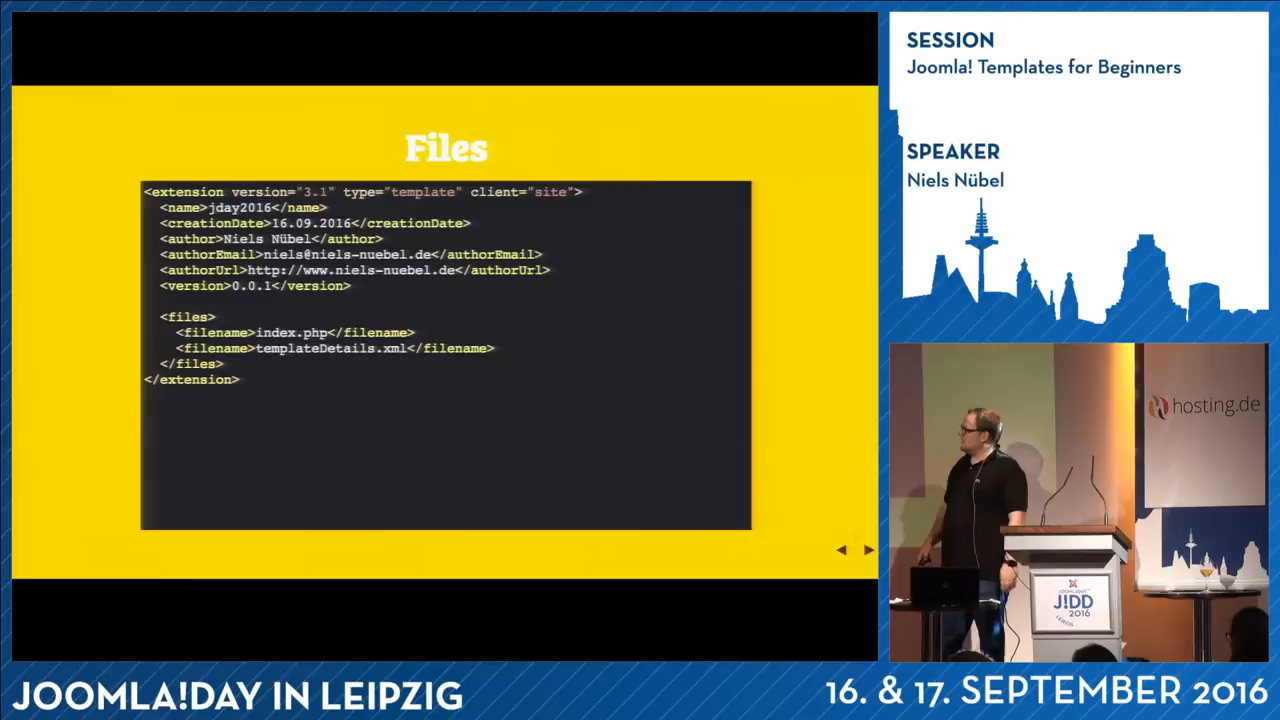 Files
<extension version="3.1" type="template" client="site">
<name>jday2016</name>
<creationDate>16.09.2016</creationDate>
<author>Niels Nübel</author>
<authorEmail>niels@niels-nuebel.de</authorEmail>
<authorUrl>http://www.niels-nuebel.de</authorUrl>
<version>0.0.1</version>
<files>
<filename>index.php</filename>
<filename>templateDetails.xml</filename>
</files>
</extension>
SESSION
Joomla! Templates for Beginners
SPEAKER
Niels Nübel
hosting.de
JOOMLA!DAY
J!DD
2016
LEIPZIG
JOOMLA!DAY IN LEIPZIG
16. & 17. SEPTEMBER 2016